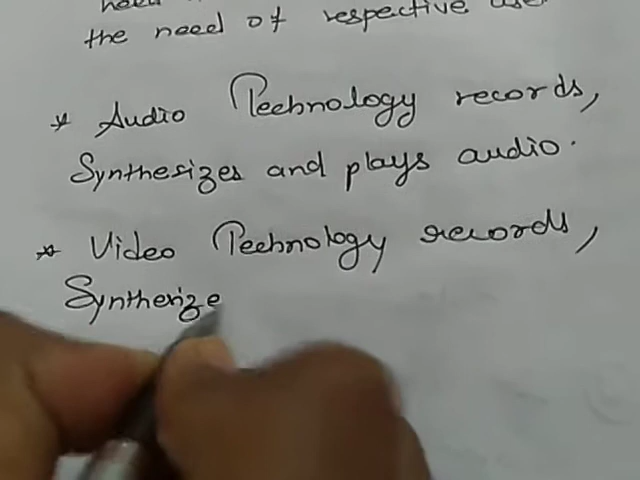 the need of respective
* Audio Technology records,
Synthesizes and plays audio.
* Video Technology records,
Synthesize